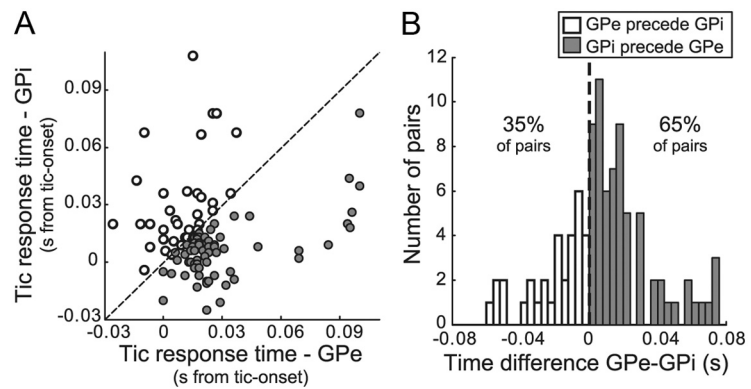 A
Tic response time - GPi
(s from tic-onset)
0.09
0.06
0.03
0
-0.03
-0.03
0
0.03
0.06
0.09
Tic response time - GPe
(s from tic-onset)
B
GPe precede GPi
GPi precede GPe
Number of pairs
12
10
8
6
4
2
0
35%
of pairs
65%
of pairs
-0.08
-0.04
0
0.04
0.08
Time difference GPe-GPi (s)